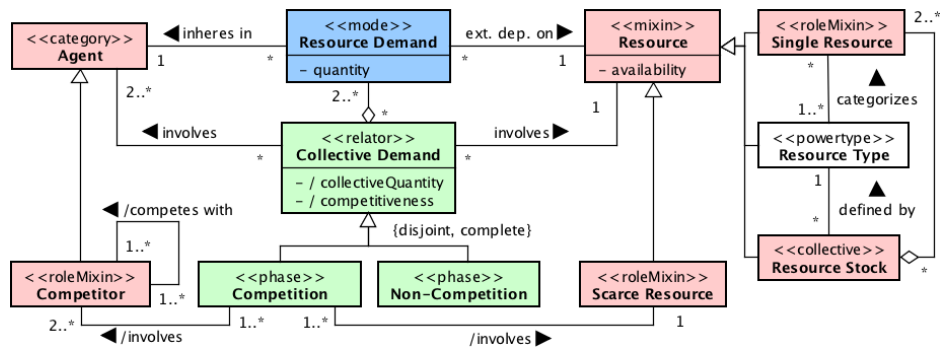 <<category>>
Agent
◀inheres in
1
*
<<mode>>
Resource Demand
- quantity
ext. dep. on ▶
*
1
<<mixin>>
Resource
- availability
<<roleMixin>>
Single Resource
2..*
*
▲
categorizes
1..*
2..*
2..*
*
1
◀ involves
*
<<relator>>
Collective Demand
- / collectiveQuantity
- / competitiveness
involves ▶
*
<<powertype>>
Resource Type
1
▲
defined by
*
{disjoint, complete}
◀ /competes with
1..*
1..*
<<roleMixin>>
Competitor
<<phase>>
Competition
<<phase>>
Non-Competition
<<roleMixin>>
Scarce Resource
<<collective>>
Resource Stock
*
2..*
◀ /involves
1..*
1..*
/involves ▶
1